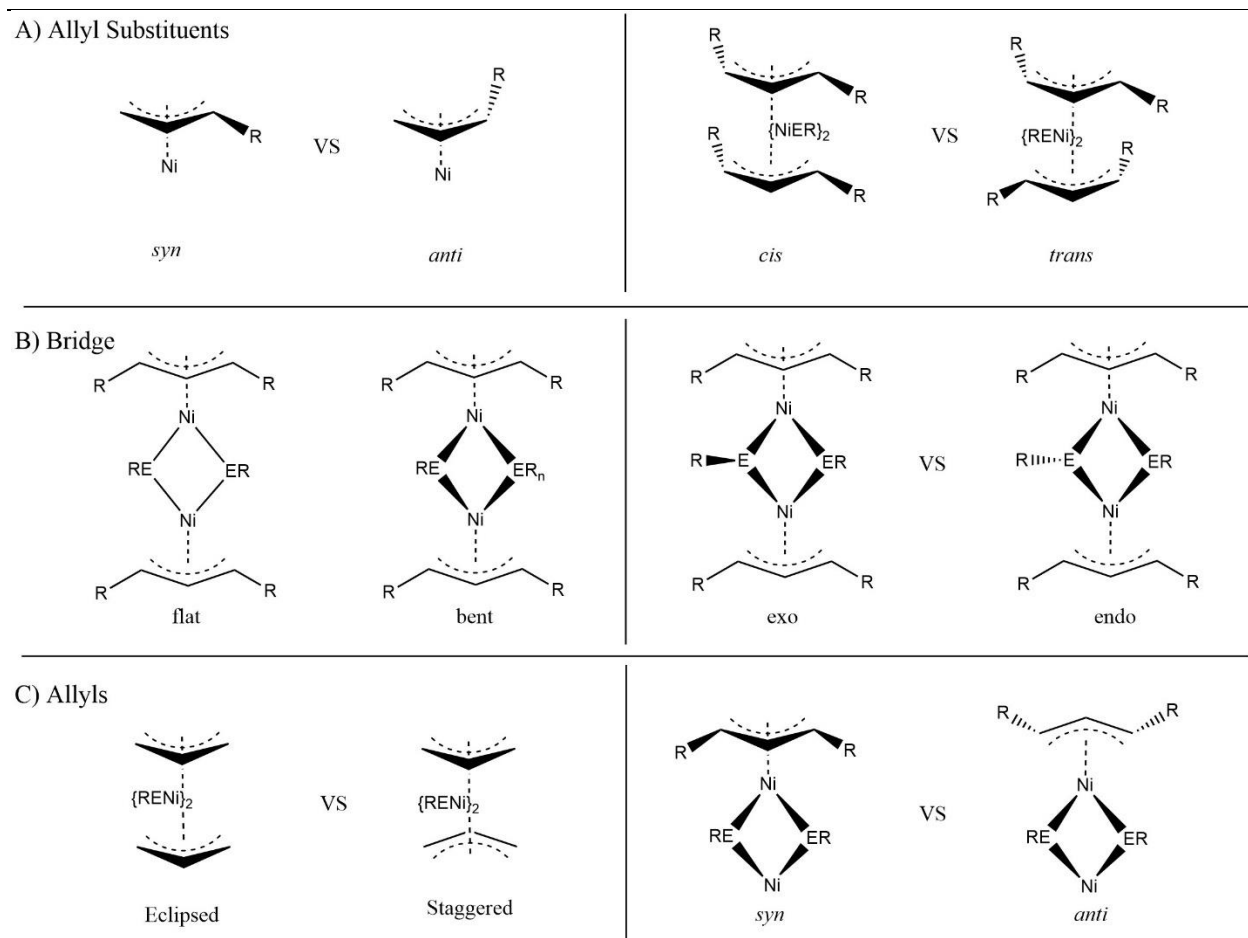 A) Allyl Substituents
R
R
Ni
VS
R
Ni
syn
anti
R
R
{NiER}2
R
R
VS
R
R
{RENi}2
R
R
cis
trans
B) Bridge
R
R
Ni
RE
ER
Ni
R
R
flat
R
R
Ni
RE
ERn
Ni
R
R
bent
R
R
Ni
R
E
ER
Ni
R
R
exo
VS
R
R
Ni
R
E
ER
Ni
R
R
endo
C) Allyls
{RENi}2
VS
{RENi}2
Eclipsed
Staggered
R
R
Ni
RE
ER
Ni
syn
VS
R
R
Ni
RE
ER
Ni
anti